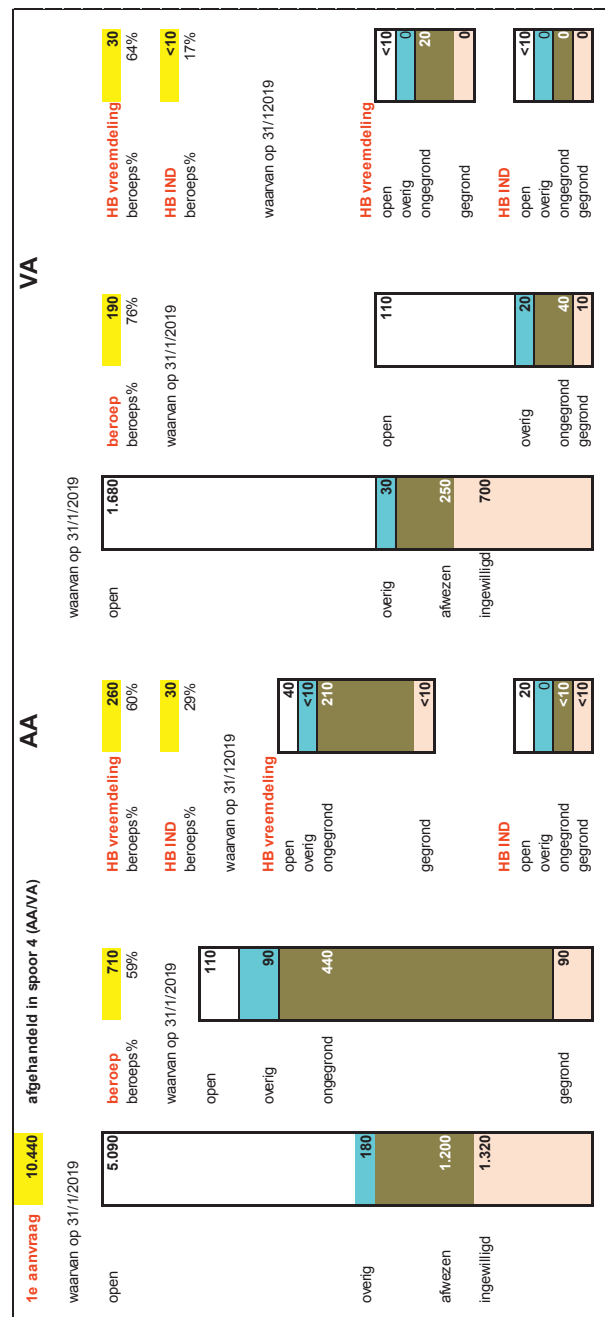 1e aanvraag 10.440 afgehandeld in spoor 4 (AA/VA)
AA
VA
waarvan op 31/1/2019
open 5.090
overig 180
afwezen 1.200
ingewilligd 1.320
beroep 710
beroeps% 59%
waarvan op 31/1/2019
open 110
overig 90
ongegrond 440
gegrond 90
HB vreemdeling 260
beroeps% 60%
HB IND 30
beroeps% 29%
waarvan op 31/12019
HB vreemdeling
open 40
overig <10
ongegrond 210
gegrond <10
HB IND
open 20
overig 0
ongegrond <10
gegrond <10
waarvan op 31/1/2019
open 1.680
overig 30
afwezen 250
ingewilligd 700
beroep 190
beroeps% 76%
waarvan op 31/1/2019
open 110
overig 20
ongegrond 40
gegrond 10
HB vreemdeling 30
beroeps% 64%
HB IND <10
beroeps% 17%
waarvan op 31/12019
HB vreemdeling
open <10
overig 0
ongegrond 20
gegrond 0
HB IND
open <10
overig 0
ongegrond 0
gegrond 0